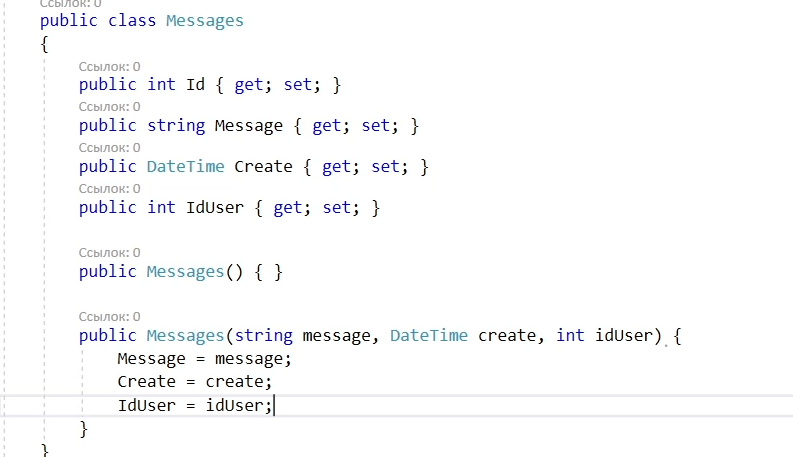 Ссылок: 0
public class Messages
{
Ссылок: 0
public int Id { get; set; }
Ссылок: 0
public string Message { get; set; }
Ссылок: 0
public DateTime Create { get; set; }
Ссылок: 0
public int IdUser { get; set; }
Ссылок: 0
public Messages() { }
Ссылок: 0
public Messages(string message, DateTime create, int idUser) {
Message = message;
Create = create;
IdUser = idUser;
}
}